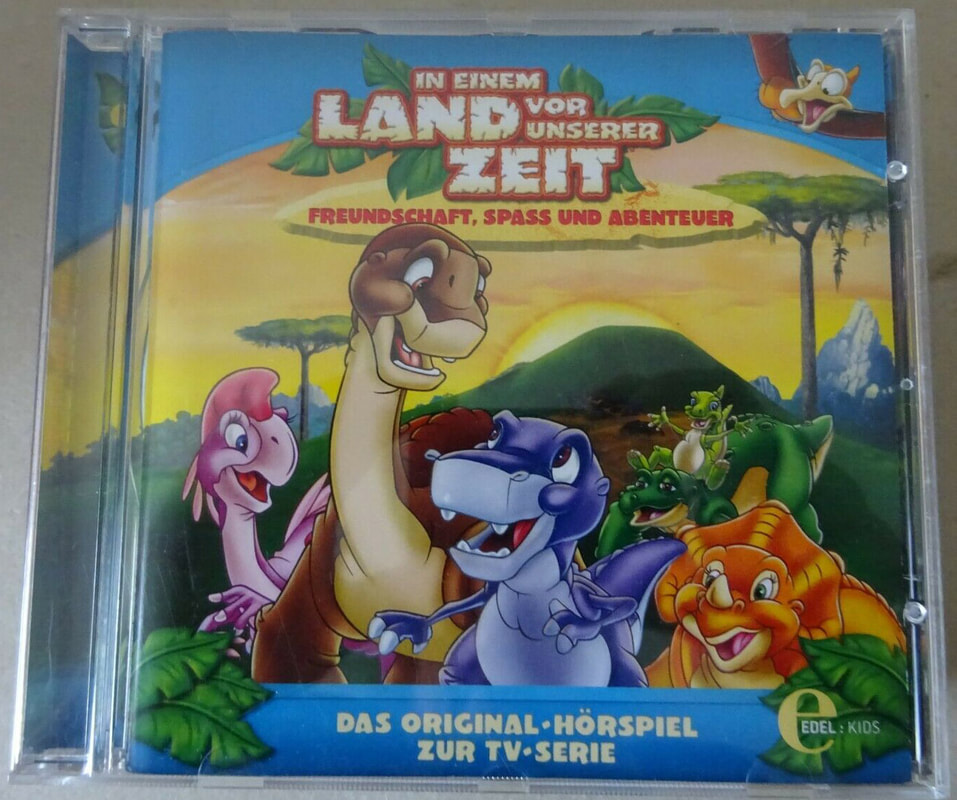 IN EINEM
LAND VOR
UNSERER
ZEIT
FREUNDSCHAFT, SPASS UND ABENTEUER
DAS ORIGINAL-HÖRSPIEL
ZUR TV-SERIE
e
EDEL:KIDS